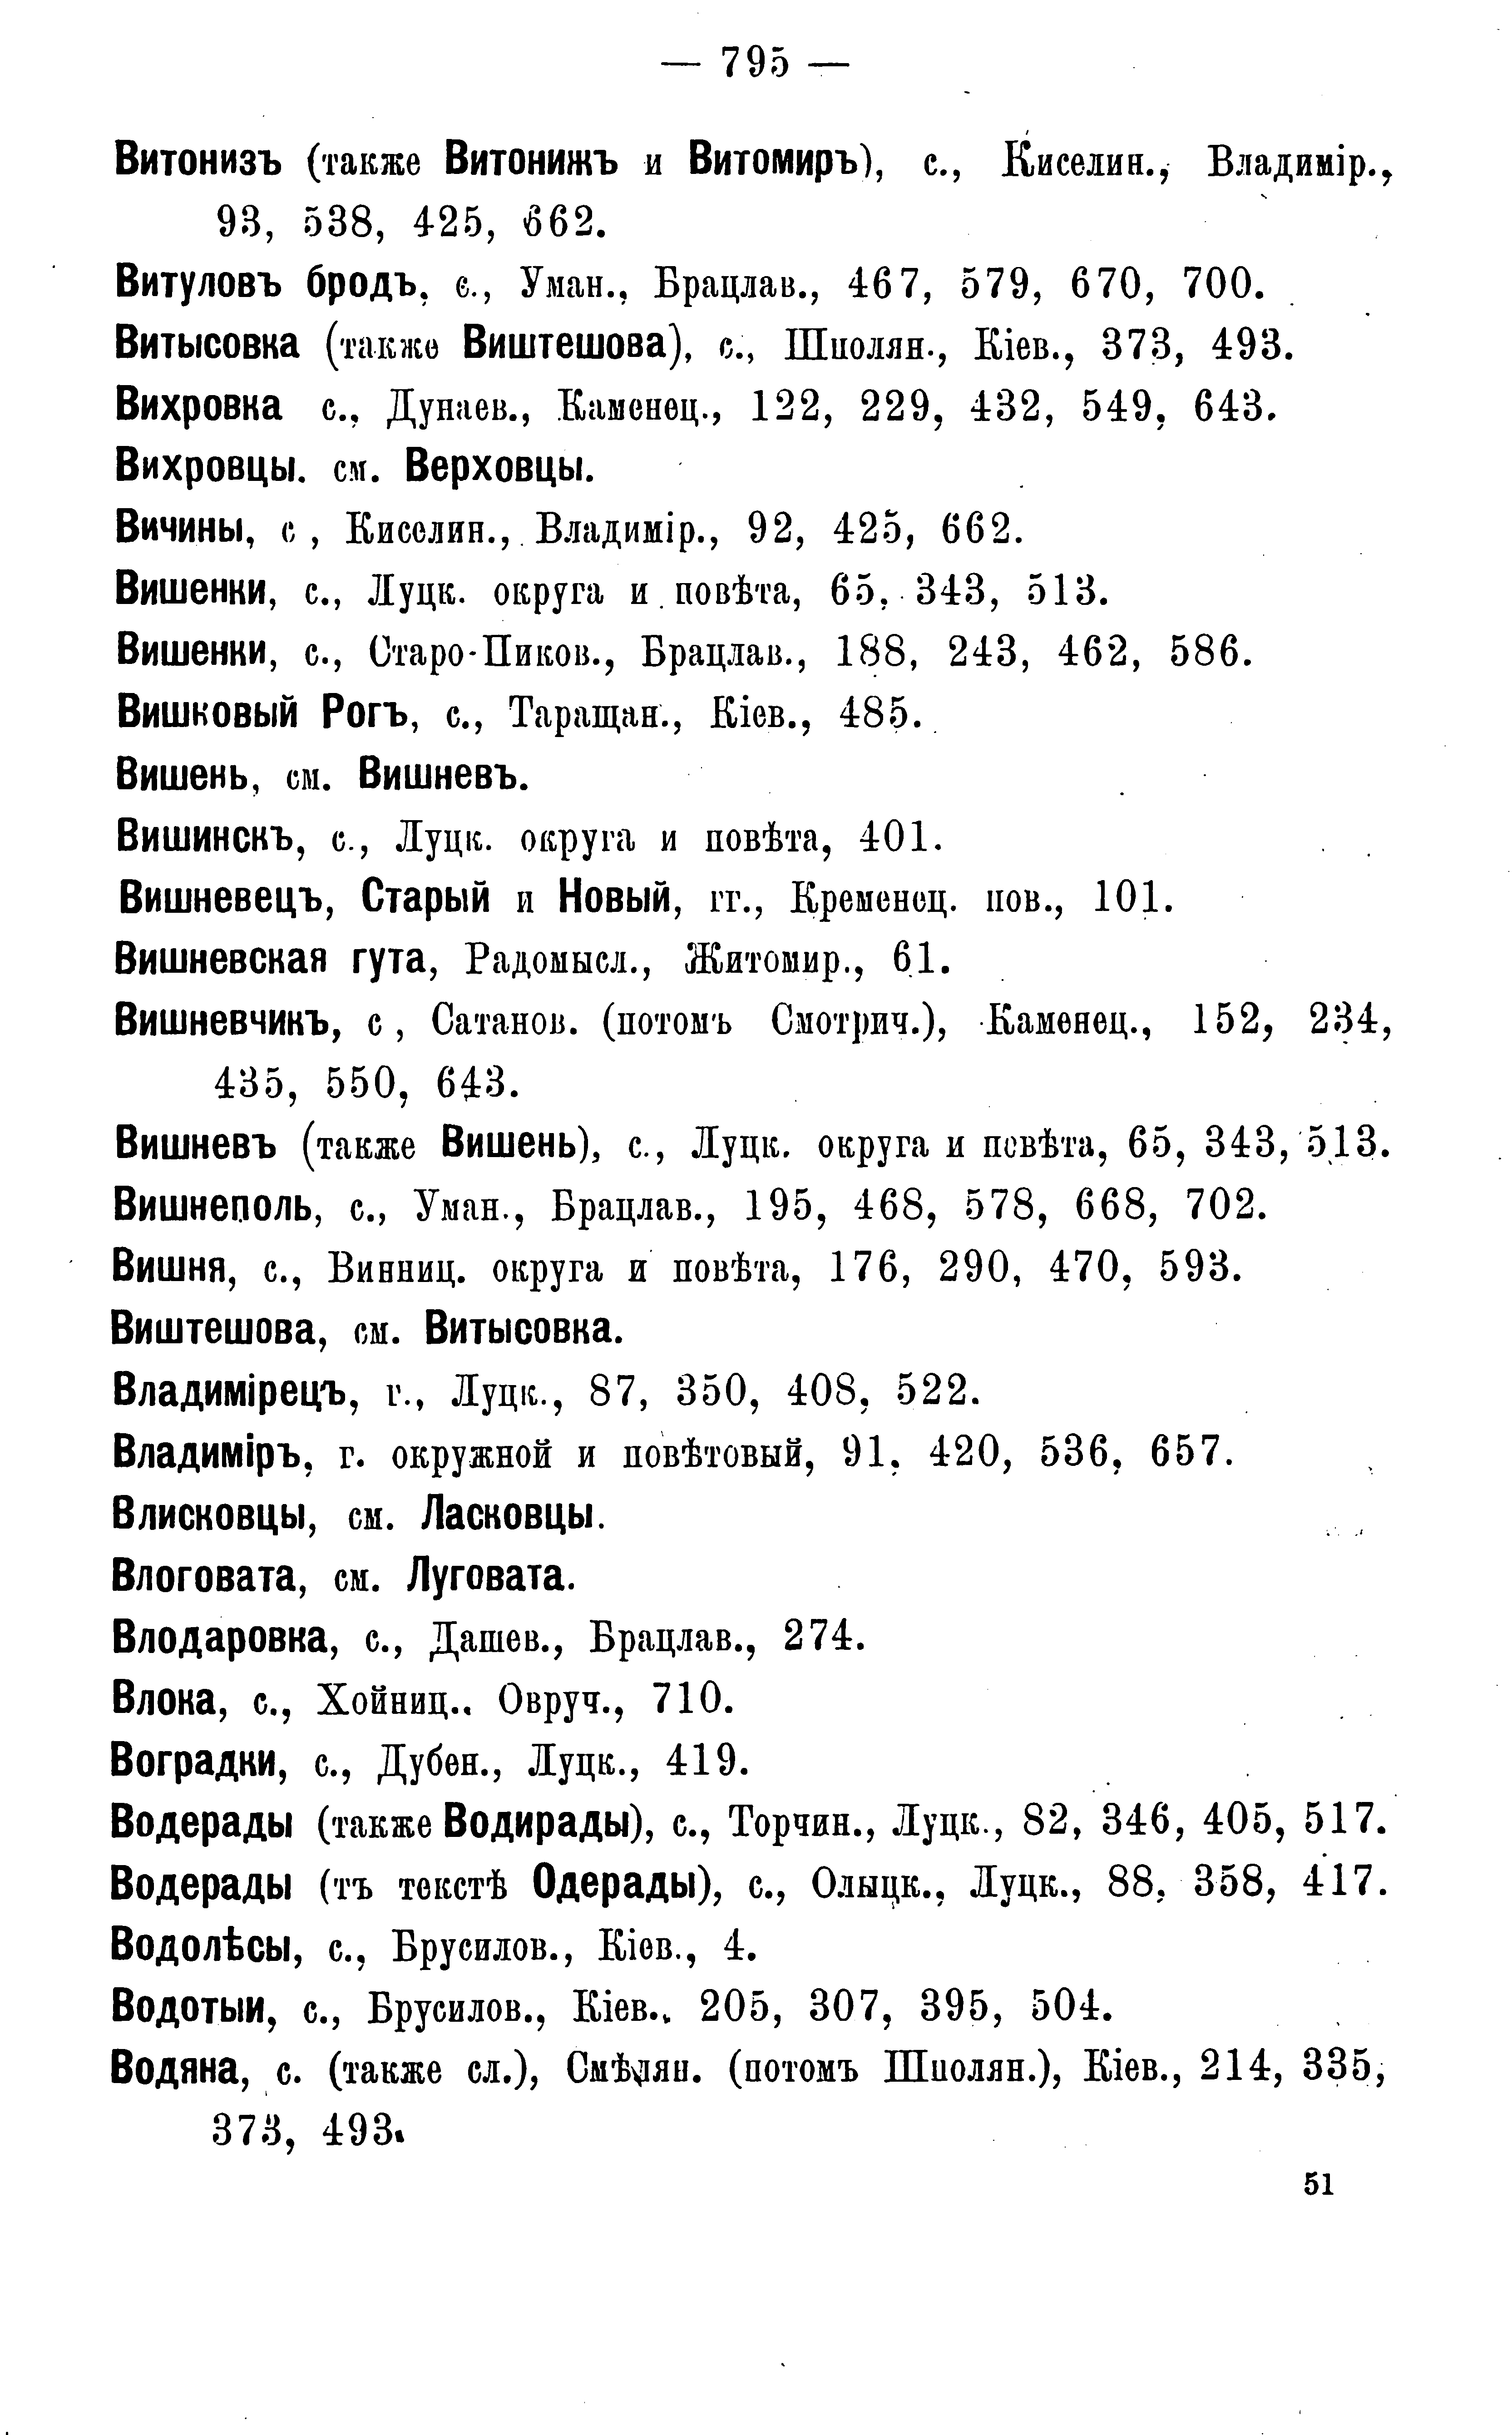 — 795 —
Витонизъ (также Витонижъ и Витомиръ), с., Киселин., Владимір.,
93, 538, 425, 662.
Витуловъ бродъ, с., Уман., Брацлав., 467, 579, 670, 700.
Витысовка (также Виштешова), с., Шполян., Кіев., 373, 493.
Вихровка с., Дунаев., Каменец., 122, 229, 432, 549, 643.
Вихровцы. см. Верховцы.
Вичины, с , Киселин., Владимір., 92, 425, 662.
Вишенки, с., Луцк. округа и повѣта, 65, 343, 513.
Вишенки, с., Старо-Пиков., Брацлав., 188, 243, 462, 586.
Вишковый Рогъ, с., Таращан., Кіев., 485.
Вишень, см. Вишневъ.
Вишинскъ, с., Луцк. округа и повѣта, 401.
Вишневецъ, Старый и Новый, гг., Кременец. пов., 101.
Вишневская гута, Радомысл., Житомир., 61.
Вишневчикъ, с , Сатанов. (потомъ Смотрич.), Каменец., 152, 234,
435, 550, 643.
Вишневъ (также Вишень), с., Луцк. округа и повѣта, 65, 343, 513.
Вишнеполь, с., Уман., Брацлав., 195, 468, 578, 668, 702.
Вишня, с., Винниц. округа и повѣта, 176, 290, 470, 593.
Виштешова, см. Витысовка.
Владимірецъ, г., Луцк., 87, 350, 408, 522.
Владиміръ, г. окружной и повѣтовый, 91, 420, 536, 657.
Влисковцы, см. Ласковцы.
Влоговата, см. Луговата.
Влодаровка, с., Дашев., Брацлав., 274.
Влока, с., Хойниц., Овруч., 710.
Воградки, с., Дубен., Луцк., 419.
Водерады (также Водирады), с., Торчин., Луцк., 82, 346, 405, 517.
Водерады (тъ текстѣ Одерады), с., Олыцк., Луцк., 88, 358, 417.
Водолѣсы, с., Брусилов., Кіев., 4.
Водотыи, с., Брусилов., Кіев., 205, 307, 395, 504.
Водяна, с. (также сл.), Смѣлян. (потомъ Шполян.), Кіев., 214, 335,
373, 493.
51